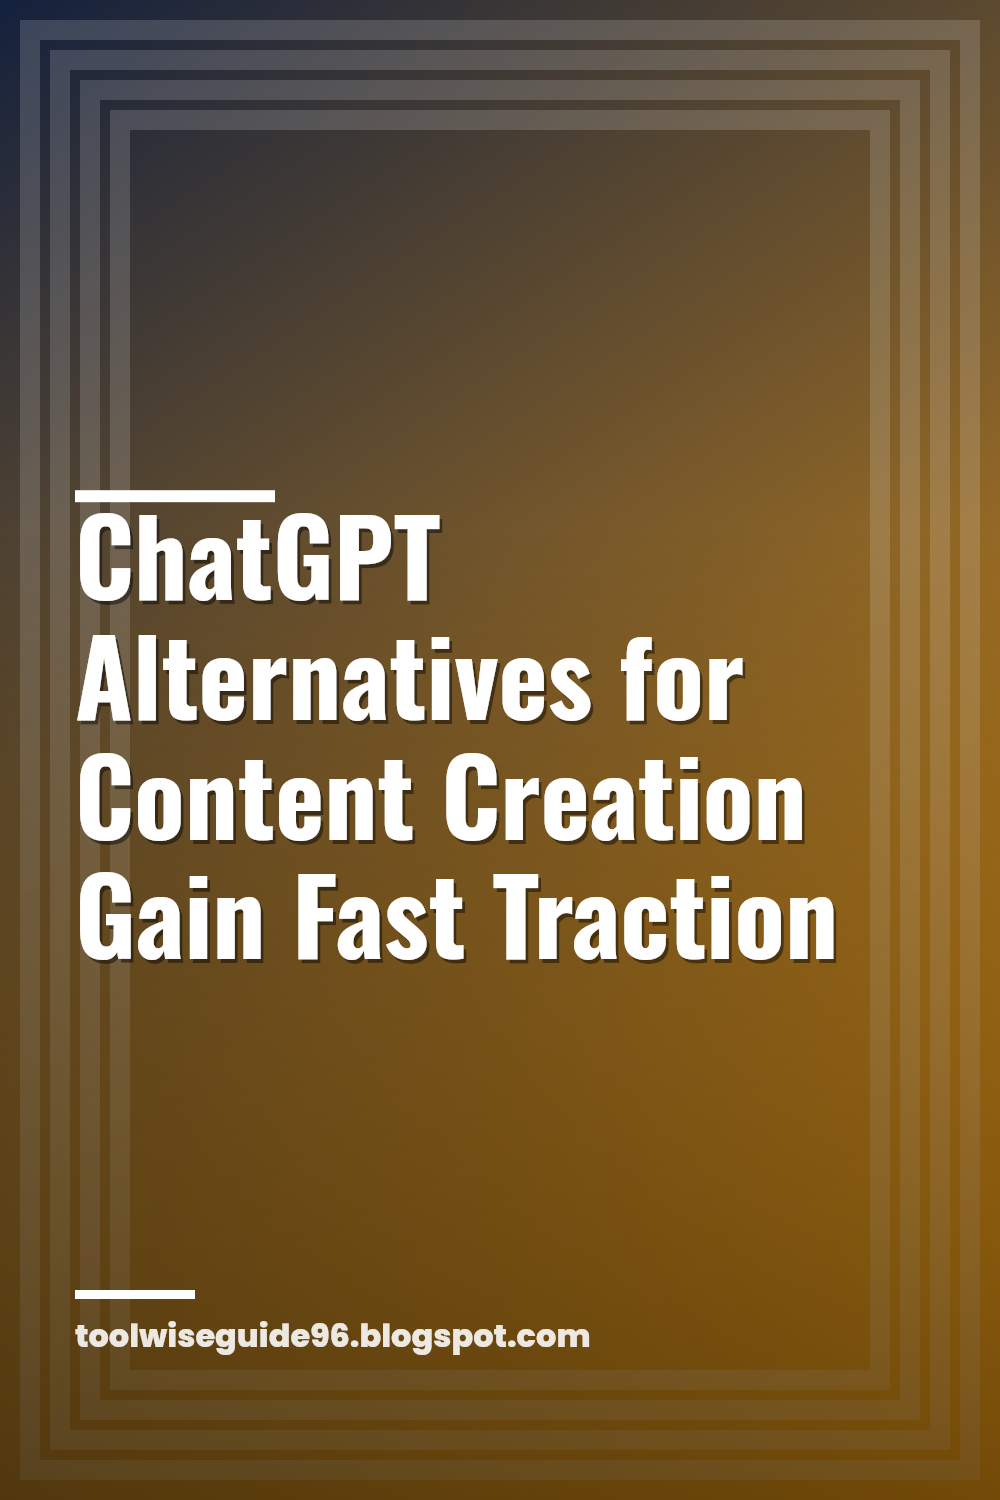 ChatGPT
Alternatives for
Content Creation
Gain Fast Traction
toolwiseguide96.blogspot.com